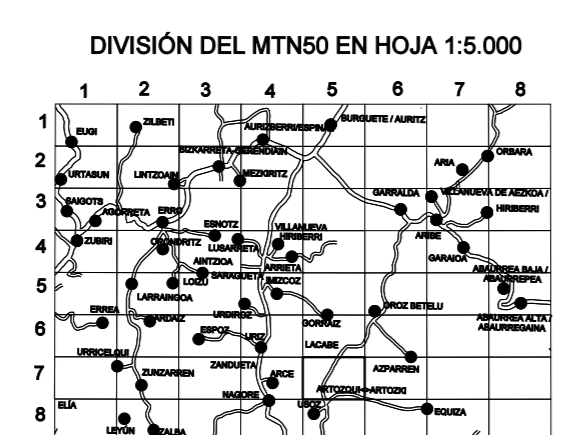 DIVISIÓN DEL MTN50 EN HOJA 1:5.000
1 2 3 4 5 6 7 8
1
ZILBETI
BURGUETE / AURITZ
EUGI
AURIZBERRI/ESPINAL
2
BIZKARRETA-GERENDIAIN
ORBARA
ARIA
URTASUN
LINTZOAIN
MEZKIRITZ
3
SAIGOTS
GARRALDA
VILLANUEVA DE AEZKOA /
HIRIBERRI
AGORRETA
ERRO
ESNOTZ
VILLANUEVA
HIRIBERRI
ARIBE
4
ZUBIRI
ORONDRITZ
LUSARRETA
GARAIOA
AINTZIOA
ARRIETA
ABAURREA BAJA /
ABAURREPEA
5
SARAGUETA
LOIZU
IMIZCOZ
LARRAINGOA
OROZ BETELU
ERREA
URDIROZ
ABAURREA ALTA /
ABAURREGAINA
6
GORRAIZ
ESPOZ
URIZ
LACABE
URRICELQUI
ZANDUETA
AZPARREN
7
ZUNZARREN
ARCE
ARTOZQUI<>ARTOZKI
NAGORE
ELÍA
USOZ
8
EQUIZA
LEYÚN
ZALBA